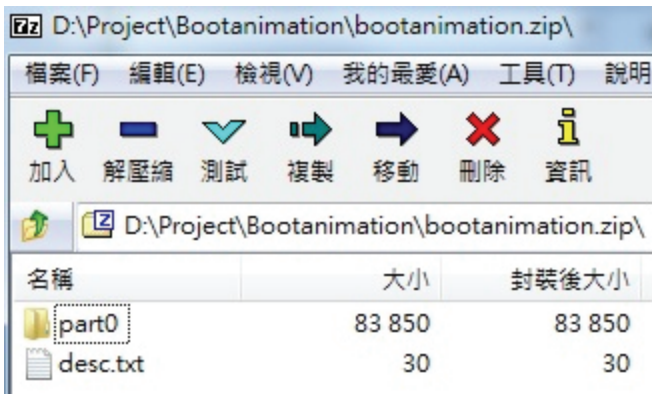 7z D:\Project\Bootanimation\bootanimation.zip\
檔案(F) 編輯(E) 檢視(V) 我的最愛(A) 工具(T) 說明
加入 解壓縮 測試 複製 移動 刪除 資訊
D:\Project\Bootanimation\bootanimation.zip\
名稱 大小 封裝後大小
part0 83 850 83 850
desc.txt 30 30